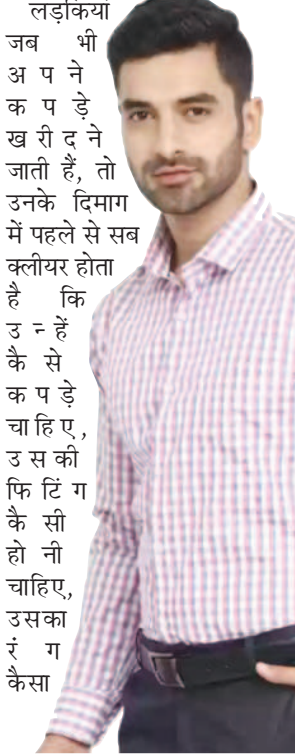 लड़कियां
जब भी
अपने
कपड़े
खरीदने
जाती हैं, तो
उनके दिमाग
में पहले से सब
क्लीयर होता
है कि
उन्हें
कैसे
कपड़े
चाहिए,
उसकी
फिटिंग
कैसी
होनी
चाहिए,
उसका
रंग
कैसा